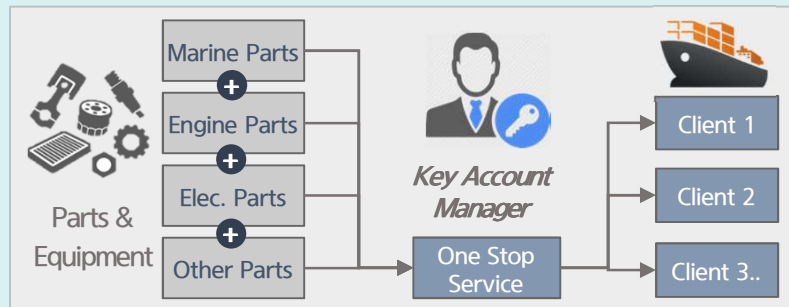 Marine Parts
+
Engine Parts
+
Elec. Parts
+
Other Parts
Parts &
Equipment
Key Account
Manager
One Stop
Service
Client 1
Client 2
Client 3..